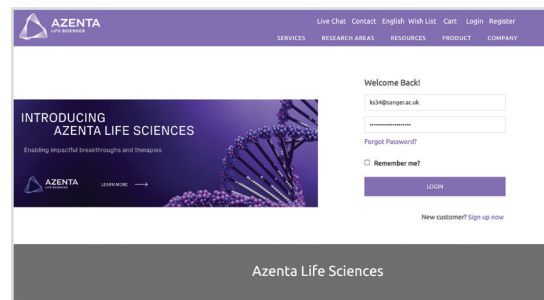 AZENTA
LIFE SCIENCES
Live Chat Contact English Wish List Cart Login Register
SERVICES RESEARCH AREAS RESOURCES PRODUCT COMPANY
INTRODUCING
AZENTA LIFE SCIENCES
Enabling impactful breakthroughs and therapies
AZENTA
LIFE SCIENCES
LEARN MORE
Welcome Back!
ks34@sanger.ac.uk
Forgot Password?
Remember me?
LOGIN
New customer? Sign up now
Azenta Life Sciences